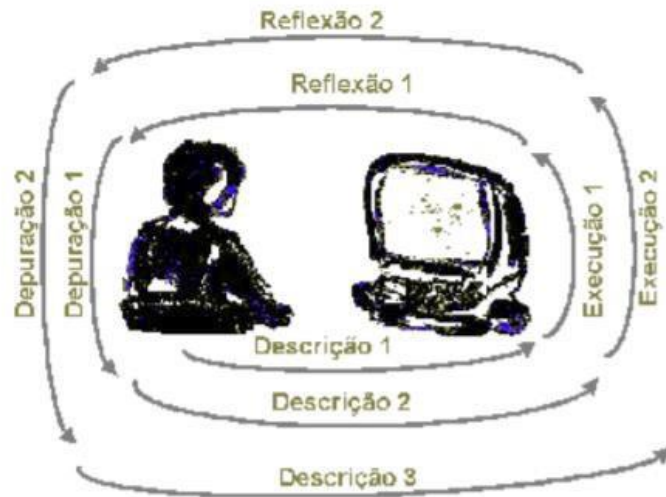 Reflexão 2
Reflexão 1
Depuração 2
Depuração 1
Execução 1
Execução 2
Descrição 1
Descrição 2
Descrição 3